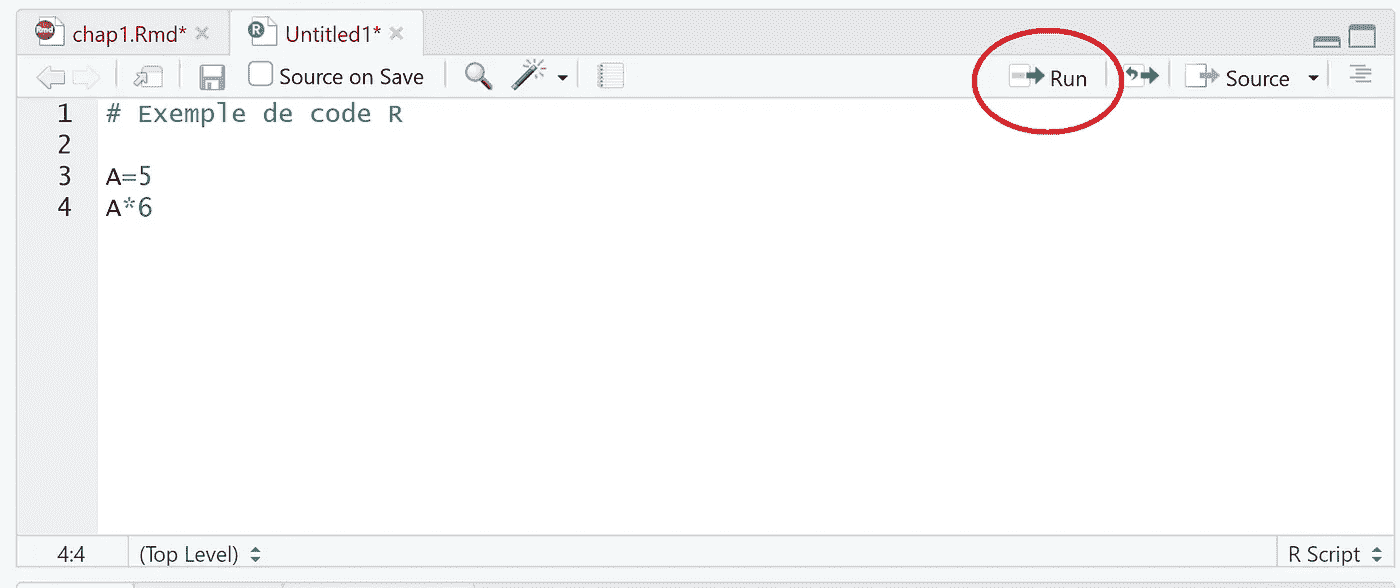 chap1.Rmd* Untitled1*
Source on Save Run Source
1 # Exemple de code R
2
3 A=5
4 A*6
4:4 (Top Level) R Script